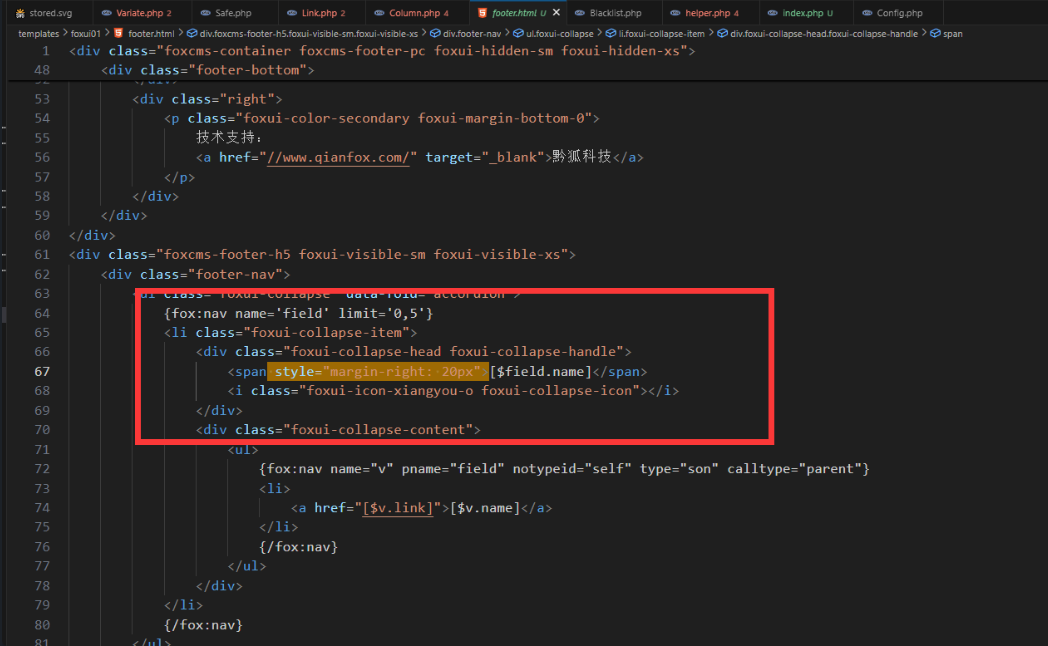 stored.svg Variate.php 2 Safe.php Link.php 2 Column.php 4 footer.html U Blacklist.php helper.php 4 index.php U Config.php
templates > foxui01 > footer.html > div.foxcms-footer-h5.foxui-visible-sm.foxui-visible-xs > div.footer-nav > ul.foxui-collapse > li.foxui-collapse-item > div.foxui-collapse-head.foxui-collapse-handle > span
1 <div class="foxcms-container foxcms-footer-pc foxui-hidden-sm foxui-hidden-xs">
48 <div class="footer-bottom">
52 </div>
53 <div class="right">
54 <p class="foxui-color-secondary foxui-margin-bottom-0">
55 技术支持：
56 <a href="//www.qianfox.com/" target="_blank">黔狐科技</a>
57 </p>
58 </div>
59 </div>
60 </div>
61 <div class="foxcms-footer-h5 foxui-visible-sm foxui-visible-xs">
62 <div class="footer-nav">
63 <ul class="foxui-collapse" data-fold="accordion">
64 {fox:nav name='field' limit='0,5'}
65 <li class="foxui-collapse-item">
66 <div class="foxui-collapse-head foxui-collapse-handle">
67 <span style="margin-right: 20px">[$field.name]</span>
68 <i class="foxui-icon-xiangyou-o foxui-collapse-icon"></i>
69 </div>
70 <div class="foxui-collapse-content">
71 <ul>
72 {fox:nav name="v" pname="field" notypeid="self" type="son" calltype="parent"}
73 <li>
74 <a href="[$v.link]">[$v.name]</a>
75 </li>
76 {/fox:nav}
77 </ul>
78 </div>
79 </li>
80 {/fox:nav}
81 </ul>